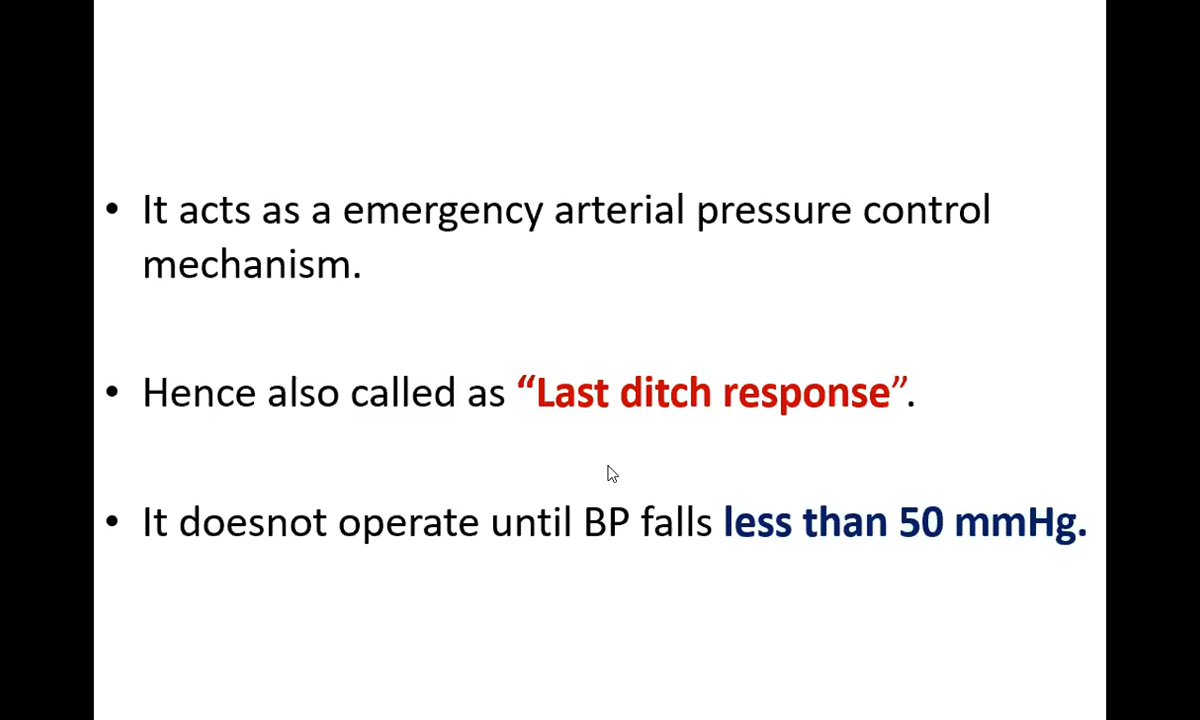 • It acts as a emergency arterial pressure control
mechanism.
• Hence also called as “Last ditch response”.
• It doesnot operate until BP falls less than 50 mmHg.